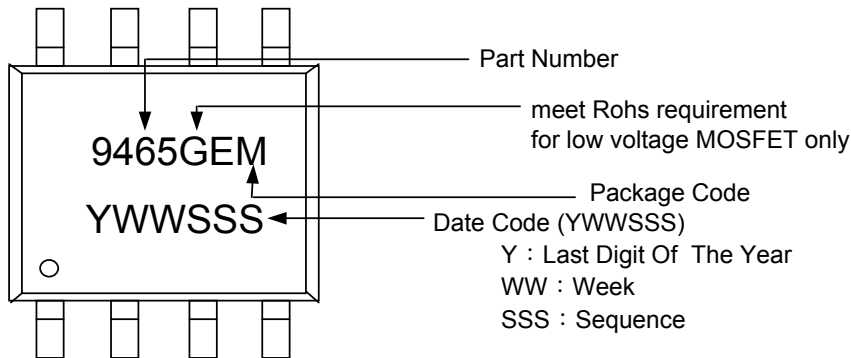 Part Number
meet Rohs requirement
for low voltage MOSFET only
9465GEM
Package Code
YWWSSS
Date Code (YWWSSS)
Y：Last Digit Of The Year
WW：Week
SSS：Sequence